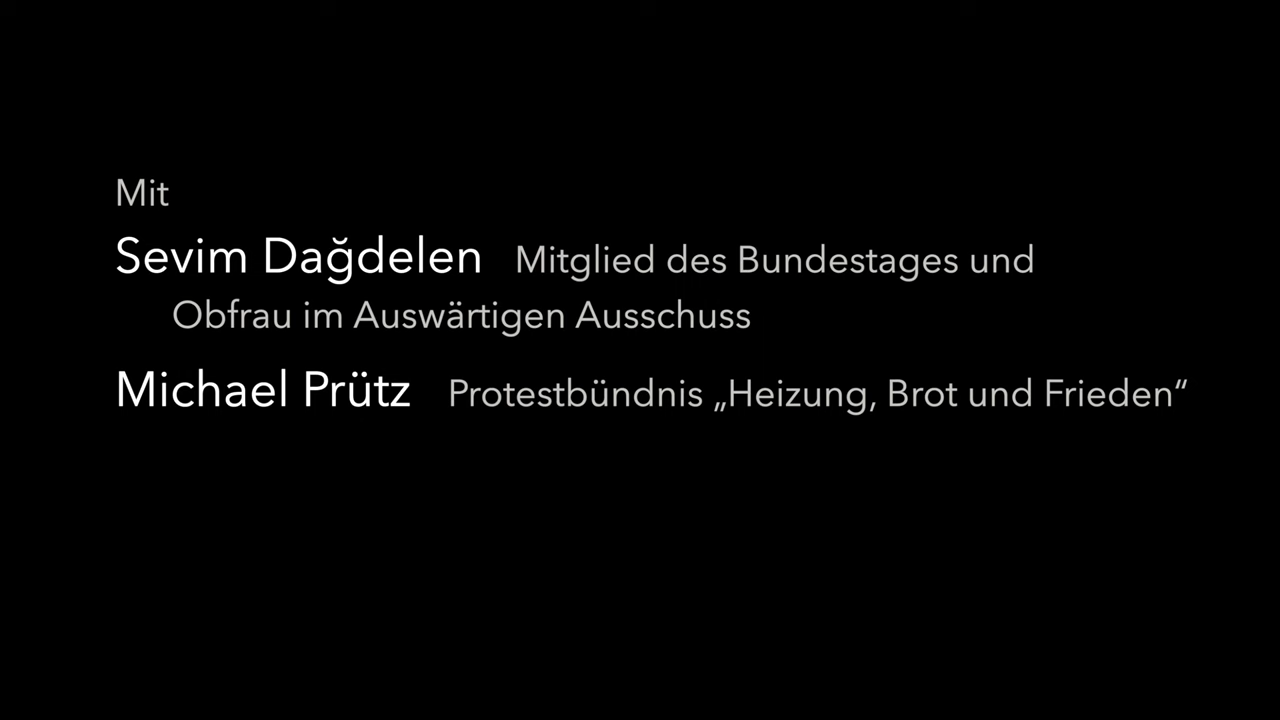 Mit
Sevim Dağdelen Mitglied des Bundestages und
Obfrau im Auswärtigen Ausschuss
Michael Prütz Protestbündnis „Heizung, Brot und Frieden“